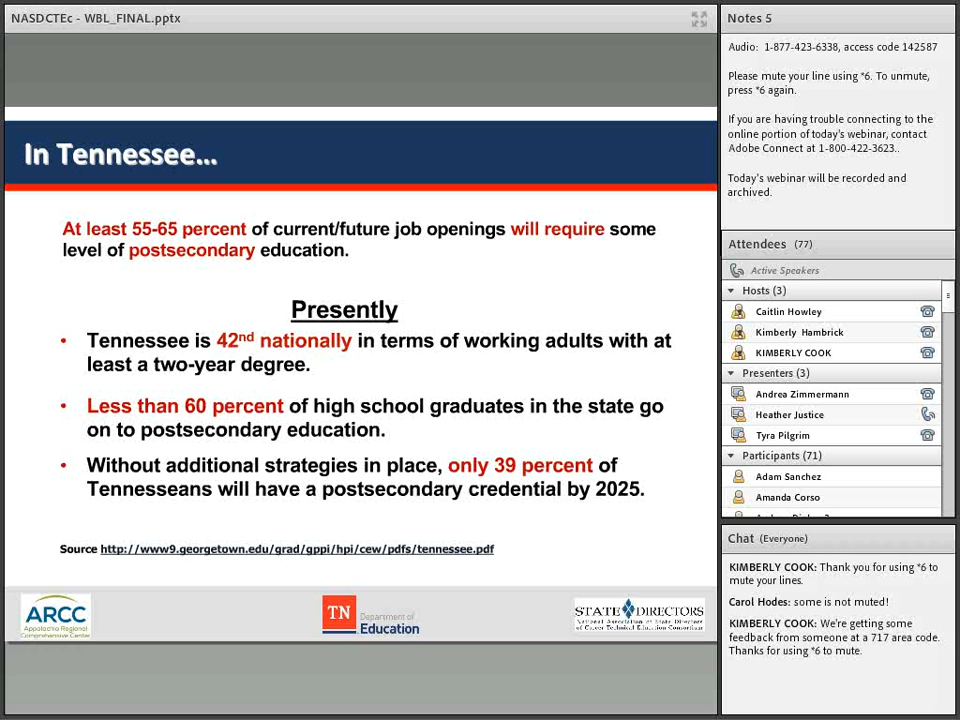 NASDCTEc - WBL_FINAL.pptx
In Tennessee...
At least 55-65 percent of current/future job openings will require some
level of postsecondary education.
Presently
• Tennessee is 42nd nationally in terms of working adults with at
least a two-year degree.
• Less than 60 percent of high school graduates in the state go
on to postsecondary education.
• Without additional strategies in place, only 39 percent of
Tennesseans will have a postsecondary credential by 2025.
Source http://www9.georgetown.edu/grad/gppi/hpi/cew/pdfs/tennessee.pdf
ARCC
Appalachia Regional
Comprehensive Center
TN
Department of
Education
STATE DIRECTORS
National Association of State Directors
of Career Technical Education Consortium
Notes 5
Audio: 1-877-423-6338, access code 142587
Please mute your line using *6. To unmute,
press *6 again.
If you are having trouble connecting to the
online portion of today's webinar, contact
Adobe Connect at 1-800-422-3623..
Today's webinar will be recorded and
archived.
Attendees (77)
Active Speakers
Hosts (3)
Caitlin Howley
Kimberly Hambrick
KIMBERLY COOK
Presenters (3)
Andrea Zimmermann
Heather Justice
Tyra Pilgrim
Participants (71)
Adam Sanchez
Amanda Corso
Chat (Everyone)
KIMBERLY COOK: Thank you for using *6 to
mute your lines.
Carol Hodes: some is not muted!
KIMBERLY COOK: We're getting some
feedback from someone at a 717 area code.
Thanks for using *6 to mute.